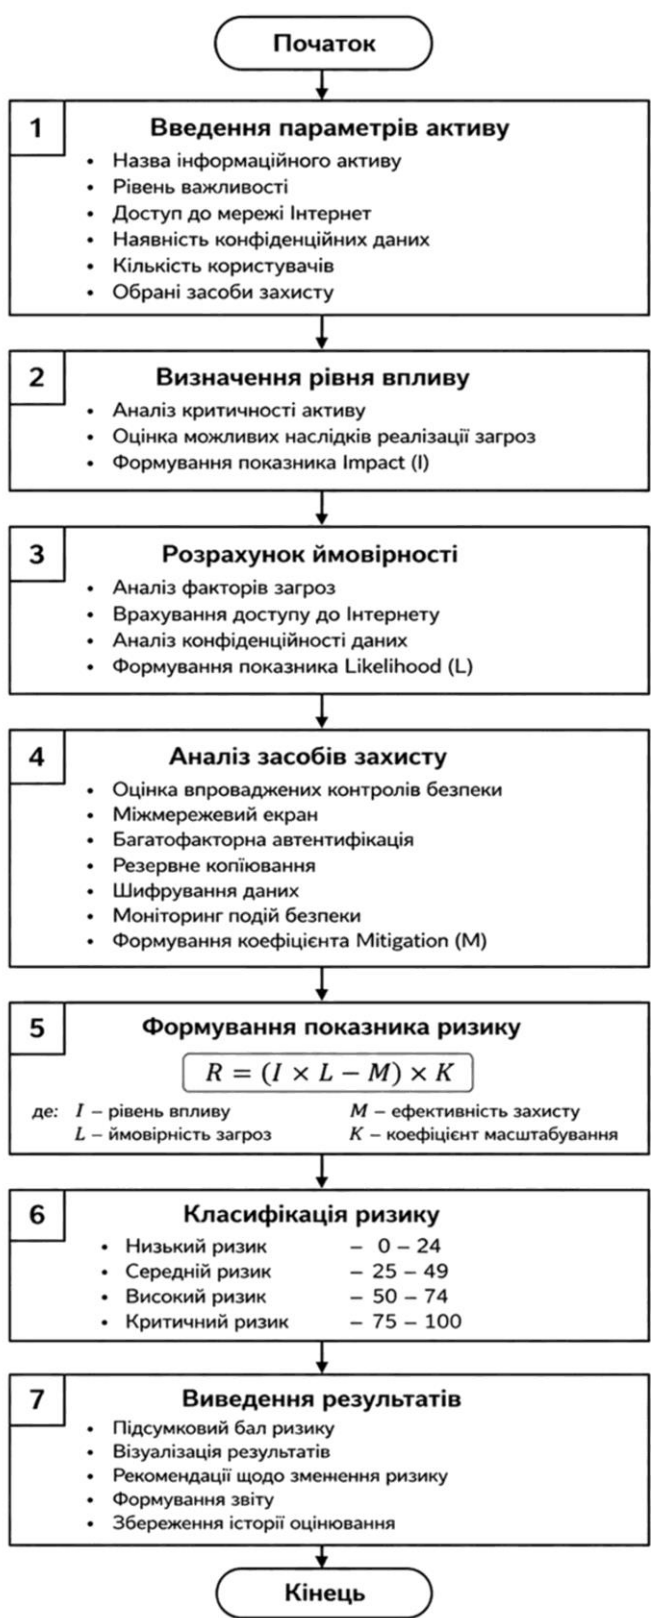 Початок
1
Введення параметрів активу
• Назва інформаційного активу
• Рівень важливості
• Доступ до мережі Інтернет
• Наявність конфіденційних даних
• Кількість користувачів
• Обрані засоби захисту
2
Визначення рівня впливу
• Аналіз критичності активу
• Оцінка можливих наслідків реалізації загроз
• Формування показника Impact (I)
3
Розрахунок ймовірності
• Аналіз факторів загроз
• Врахування доступу до Інтернету
• Аналіз конфіденційності даних
• Формування показника Likelihood (L)
4
Аналіз засобів захисту
• Оцінка впроваджених контролів безпеки
• Міжмережевий екран
• Багатофакторна автентифікація
• Резервне копіювання
• Шифрування даних
• Моніторинг подій безпеки
• Формування коефіцієнта Mitigation (M)
5
Формування показника ризику
R = (I × L − M) × K
де: I – рівень впливу M – ефективність захисту
L – ймовірність загроз K – коефіцієнт масштабування
6
Класифікація ризику
• Низький ризик – 0 – 24
• Середній ризик – 25 – 49
• Високий ризик – 50 – 74
• Критичний ризик – 75 – 100
7
Виведення результатів
• Підсумковий бал ризику
• Візуалізація результатів
• Рекомендації щодо зменшення ризику
• Формування звіту
• Збереження історії оцінювання
Кінець